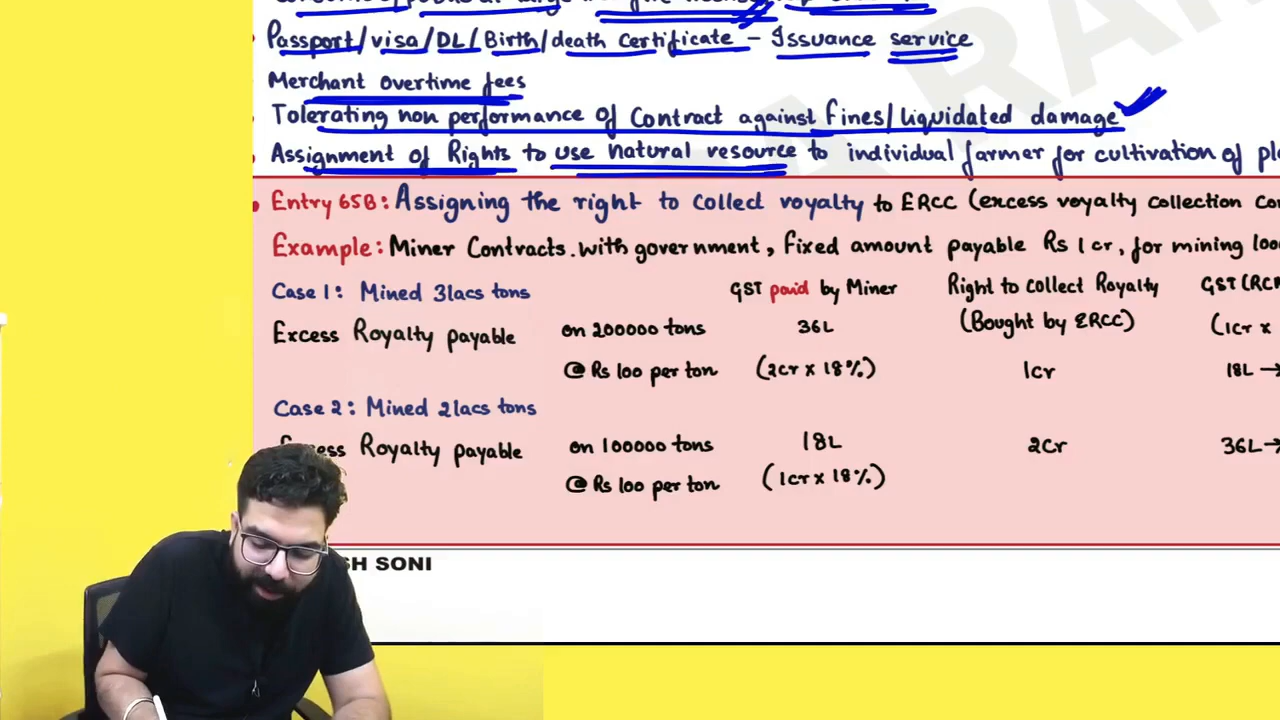 Passport/visa/DL/Birth/death Certificate - Issuance service
Merchant overtime fees
Tolerating non performance of Contract against fines/liquidated damage
Assignment of Rights to use natural resource to individual farmer for cultivation of
Entry 65B: Assigning the right to collect royalty to ERCC (excess royalty collection
Example: Miner Contracts with government, fixed amount payable Rs 1 cr, for mining
Case 1: Mined 3lacs tons GST paid by Miner Right to collect Royalty GST (RCM
Excess Royalty payable on 200000 tons 36L (Bought by ERCC) (1cr x
@ Rs 100 per ton (2cr x 18%) 1cr 18L →
Case 2: Mined 2lacs tons
Excess Royalty payable on 100000 tons 18L 2Cr 36L →
@ Rs 100 per ton (1cr x 18%)
SH SONI